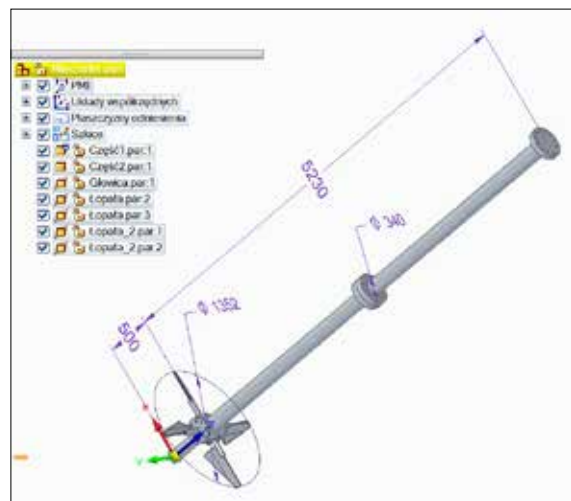 PMI
Układy współrzędnych
Płaszczyzny odniesienia
Szkice
Część1.par:1
Część2.par:1
Głowica.par:1
Łopata.par:2
Łopata.par:3
Łopata_2.par:1
Łopata_2.par:2
5230
ϕ 340
ϕ 1352
500